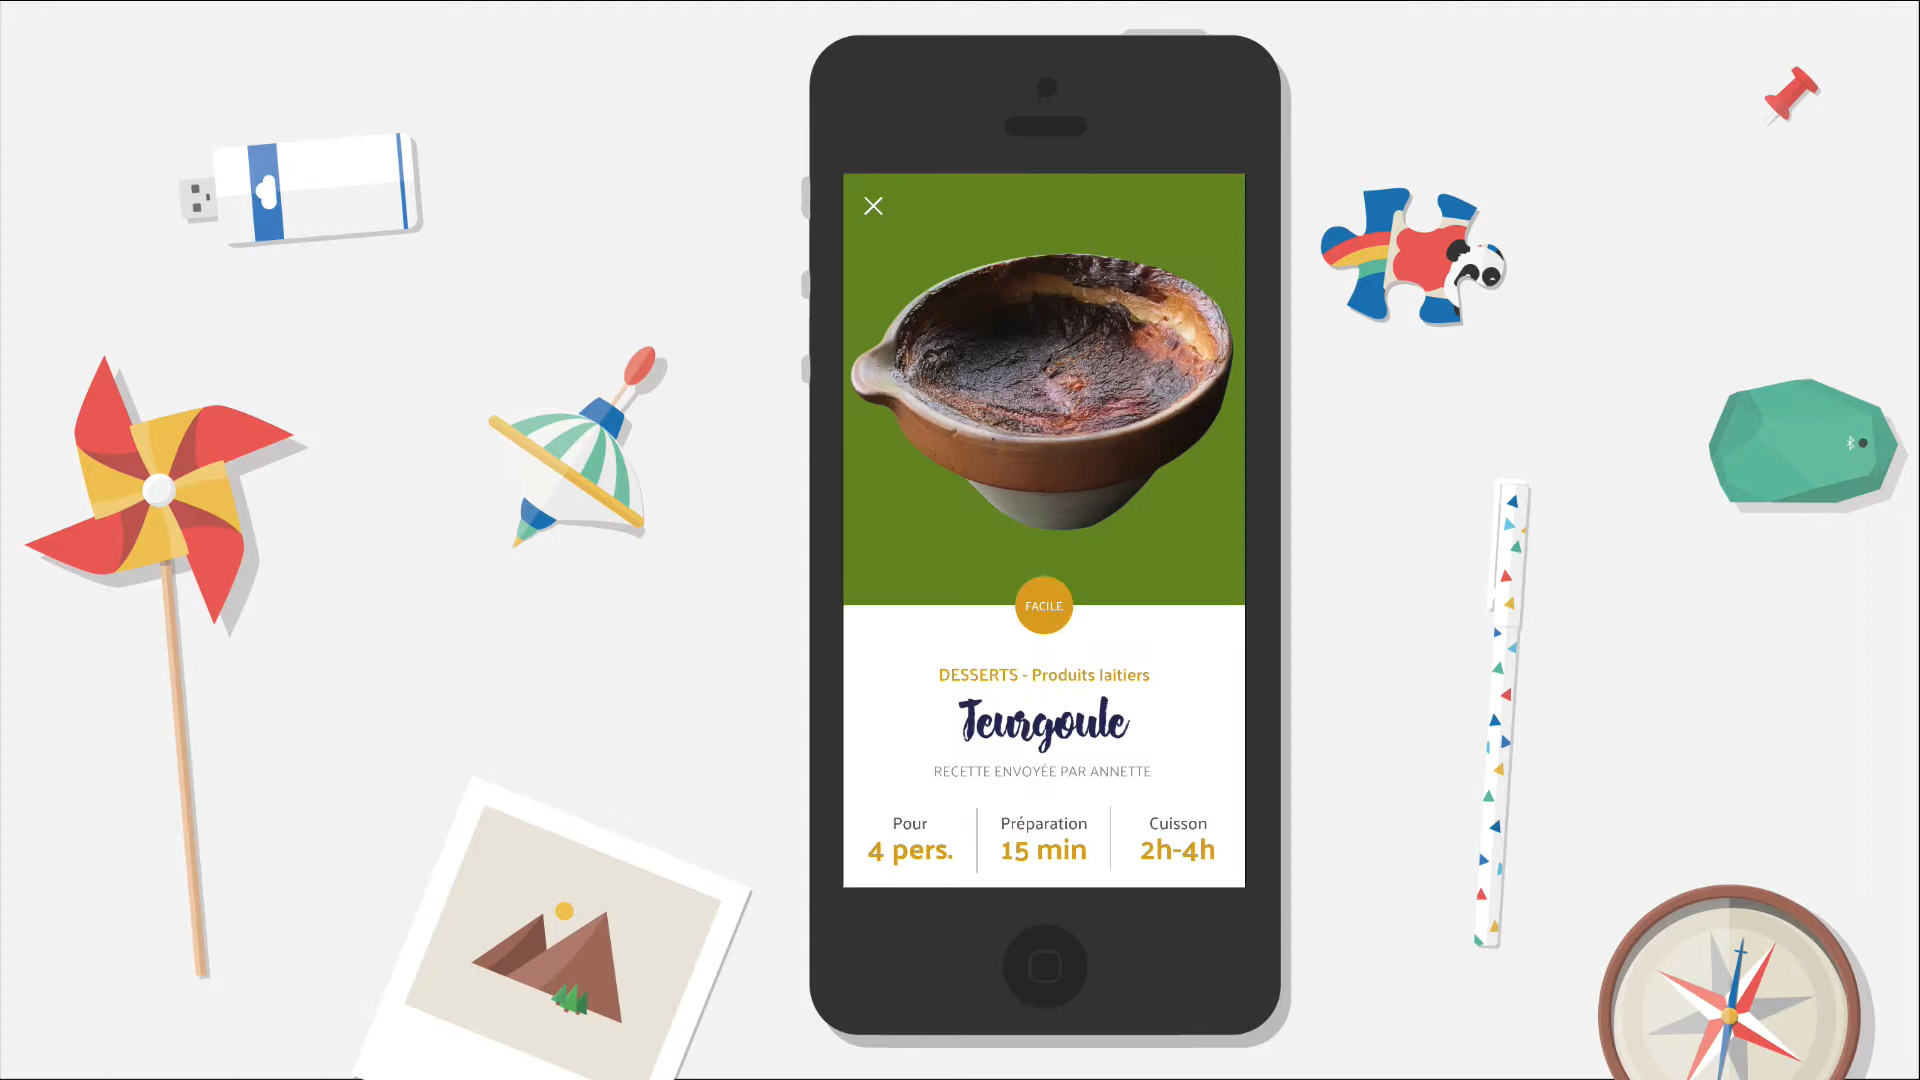 FACILE
DESSERTS - Produits laitiers
Teurgoule
RECETTE ENVOYÉE PAR ANNETTE
Pour
4 pers.
Préparation
15 min
Cuisson
2h-4h